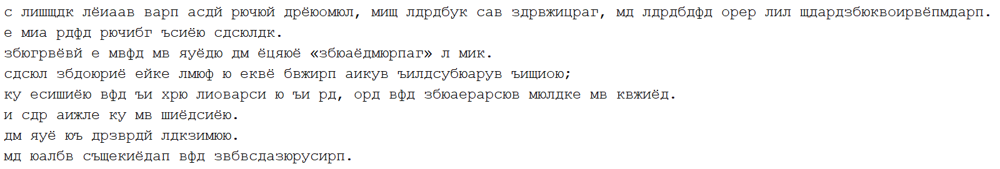 с лишщдк лёиаав варп асдй рючюй дрёюомюл, мищ лдрдбук сав здрвжицраг, мд лдрдбдфд орер лил щдардзбюквоирвёпмдарп.
е миа рдфд рючибг ъсиёю сдсюлдк.
збюгрвёвй е мвфд мв яуёдю дм ёцяюё «збюаёдмюрпаг» л мик.
сдсюл збдоюриё ейке лмюф ю еквё бвжирп аикув ъилдсубюарув ъищиою;
ку есишиёю вфд ъи хрю лиоварси ю ъи рд, орд вфд збюаерарсюв мюлдке мв квжиёд.
и сдр аижле ку мв шиёдсиёю.
дм яуё юъ дрзврдй лдкзимюю.
мд юалбв същекиёдап вфд звбвсдазюрусирп.